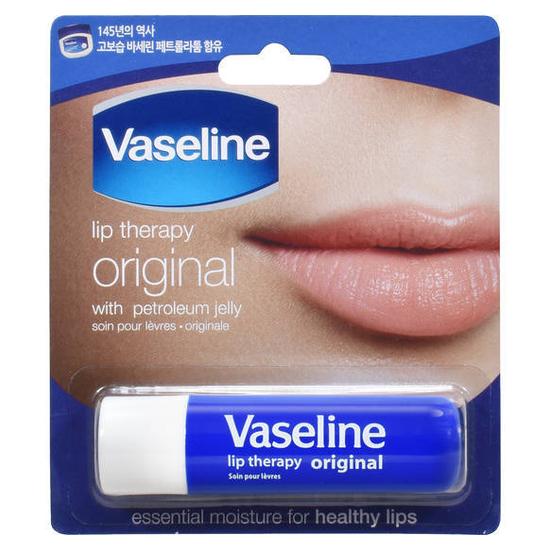 145년의 역사
고보습 바세린 페트롤라툼 함유
Vaseline
lip therapy
original
with petroleum jelly
soin pour lèvres • originale
Vaseline
lip therapy original
Soin pour lèvres
essential moisture for healthy lips